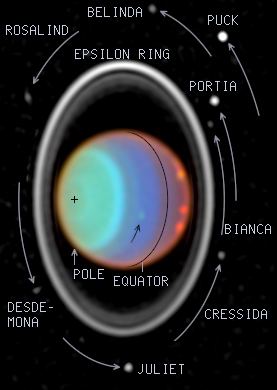 BELINDA
PUCK
ROSALIND
EPSILON RING
PORTIA
BIANCA
POLE
EQUATOR
DESDE-
MONA
CRESSIDA
JULIET